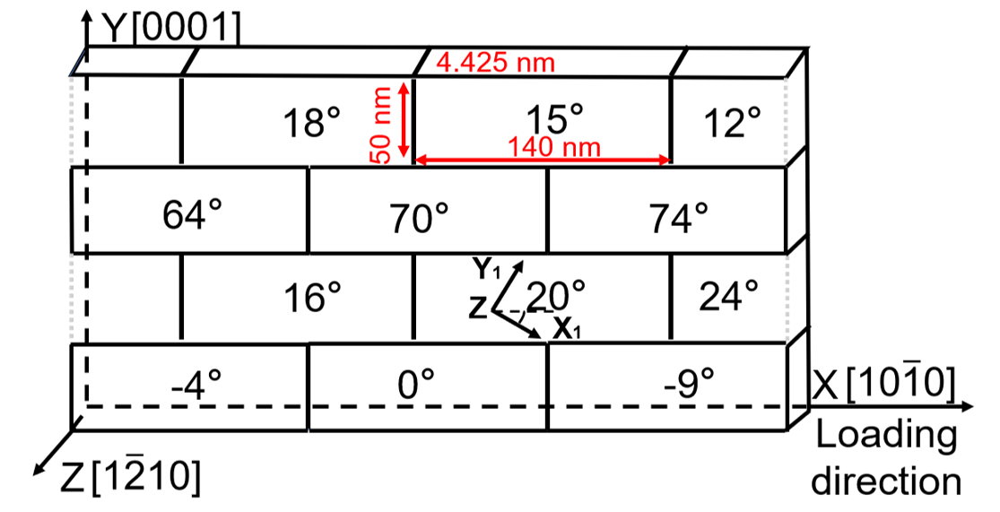 Y[0001]
4.425 nm
18°
50 nm
15°
12°
140 nm
64°
70°
74°
16°
Y₁
Z
20°
X₁
24°
-4°
0°
-9°
X[101̄0]
Loading
direction
Z[12̄10]